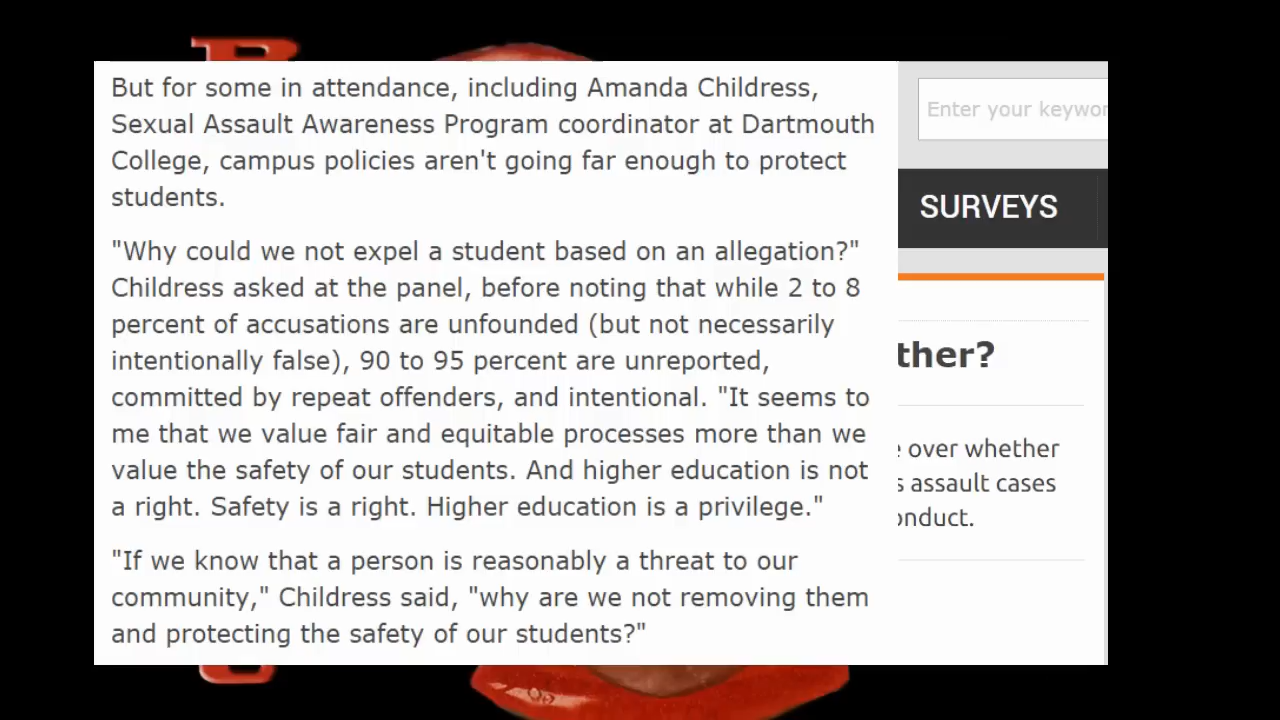 But for some in attendance, including Amanda Childress,
Sexual Assault Awareness Program coordinator at Dartmouth
College, campus policies aren't going far enough to protect
students.
"Why could we not expel a student based on an allegation?"
Childress asked at the panel, before noting that while 2 to 8
percent of accusations are unfounded (but not necessarily
intentionally false), 90 to 95 percent are unreported,
committed by repeat offenders, and intentional. "It seems to
me that we value fair and equitable processes more than we
value the safety of our students. And higher education is not
a right. Safety is a right. Higher education is a privilege."
"If we know that a person is reasonably a threat to our
community," Childress said, "why are we not removing them
and protecting the safety of our students?"
Enter your keywor
SURVEYS
ther?
over whether
s assault cases
onduct.